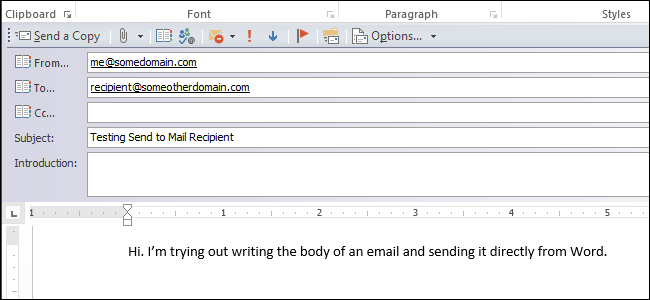 Clipboard Font Paragraph Styles
Send a Copy Options...
From... me@somedomain.com
To... recipient@someotherdomain.com
Cc...
Subject: Testing Send to Mail Recipient
Introduction:
L 1 1 2 3 4 5
Hi. I’m trying out writing the body of an email and sending it directly from Word.